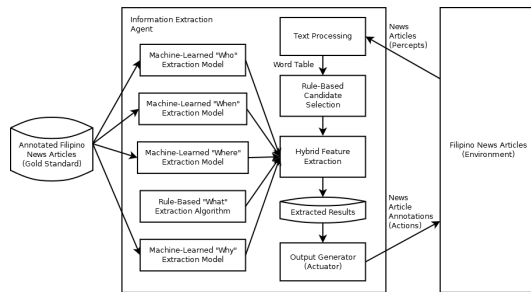 Information Extraction
Agent
Text Processing
News
Articles
(Percepts)
Word Table
Machine-Learned "Who"
Extraction Model
Rule-Based
Candidate
Selection
Machine-Learned "When"
Extraction Model
Annotated Filipino
News Articles
(Gold Standard)
Machine-Learned "Where"
Extraction Model
Hybrid Feature
Extraction
Filipino News Articles
(Environment)
Rule-Based "What"
Extraction Algorithm
Extracted Results
News
Article
Annotations
(Actions)
Machine-Learned "Why"
Extraction Model
Output Generator
(Actuator)